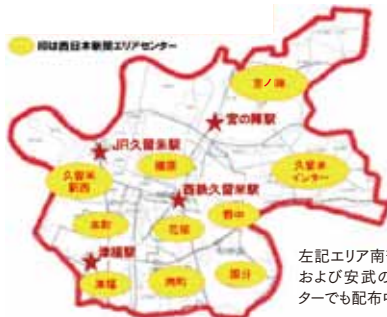 印は西日本新聞エリアセンター
宮ノ陣
宮の陣駅
JR久留米駅
櫛原
久留米
駅西
久留米
インター
西鉄久留米駅
野中
本町
花畑
津福駅
津福
南町
国分
左記エリア南部
および安武の
ターでも配布中